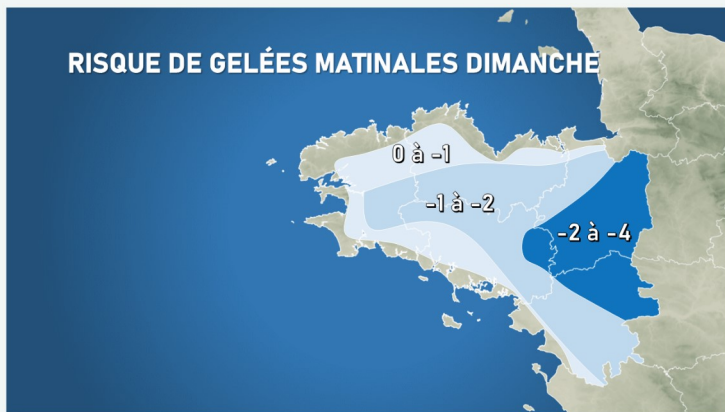 RISQUE DE GELÉES MATINALES DIMANCHE
0 à -1
-1 à -2
-2 à -4